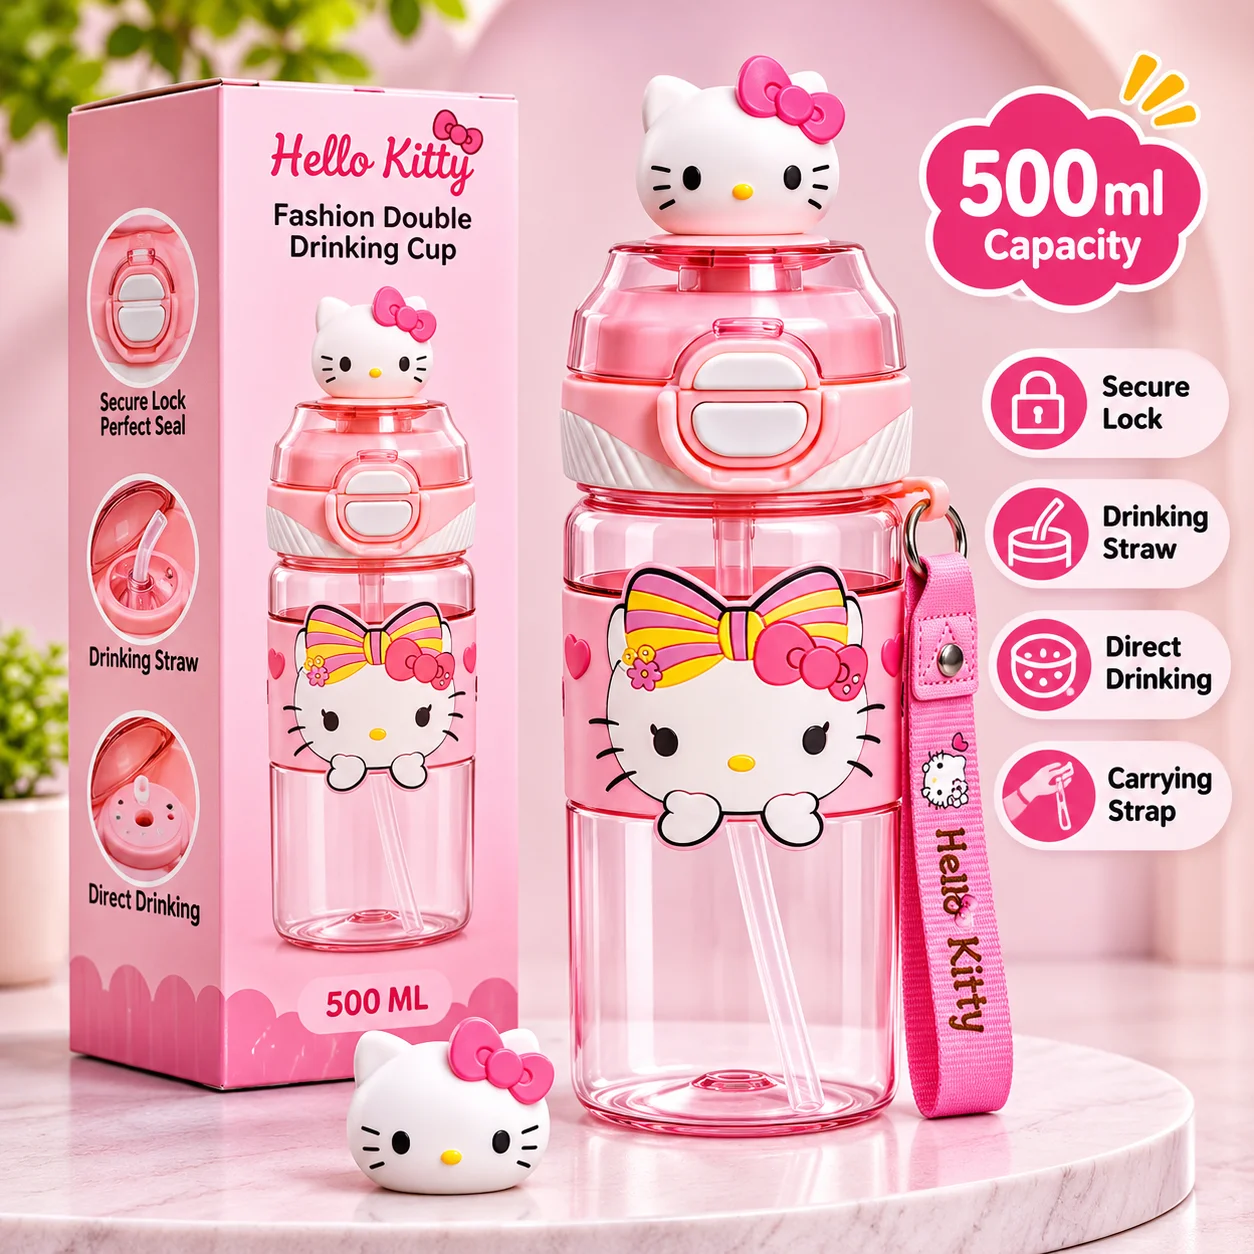 Hello Kitty
Fashion Double
Drinking Cup
Secure Lock
Perfect Seal
Drinking Straw
Direct Drinking
500 ML
Hello Kitty
500ml
Capacity
Secure
Lock
Drinking
Straw
Direct
Drinking
Carrying
Strap